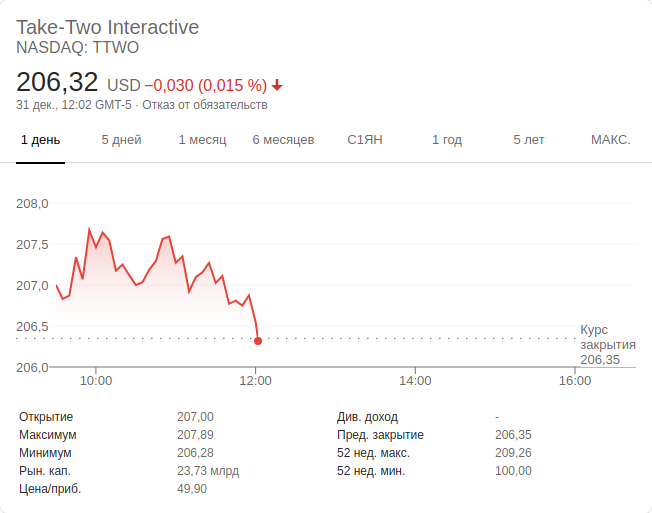 Take-Two Interactive
NASDAQ: TTWO
206,32 USD −0,030 (0,015 %)
31 дек., 12:02 GMT-5 · Отказ от обязательств
1 день 5 дней 1 месяц 6 месяцев С1ЯН 1 год 5 лет МАКС.
208,0
207,5
207,0
206,5
206,0
Курс
закрытия
206,35
10:00 12:00 14:00 16:00
Открытие 207,00 Див. доход -
Максимум 207,89 Пред. закрытие 206,35
Минимум 206,28 52 нед. макс. 209,26
Рын. кап. 23,73 млрд 52 нед. мин. 100,00
Цена/приб. 49,90